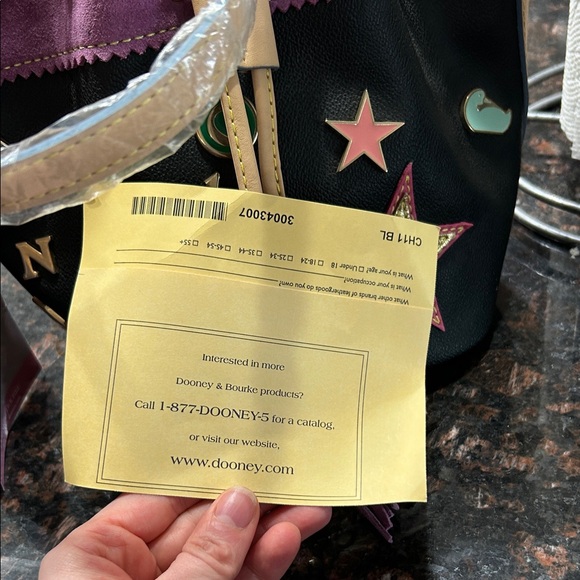 CH11 BL
30043007
What other brands of leathergoods do you own?
What is your occupation?
What is your age? ☐ Under 18 ☐ 18-24 ☐ 25-34 ☐ 35-44 ☐ 45-54 ☐ 55+
Interested in more
Dooney & Bourke products?
Call 1-877-DOONEY-5 for a catalog,
or visit our website,
www.dooney.com
N